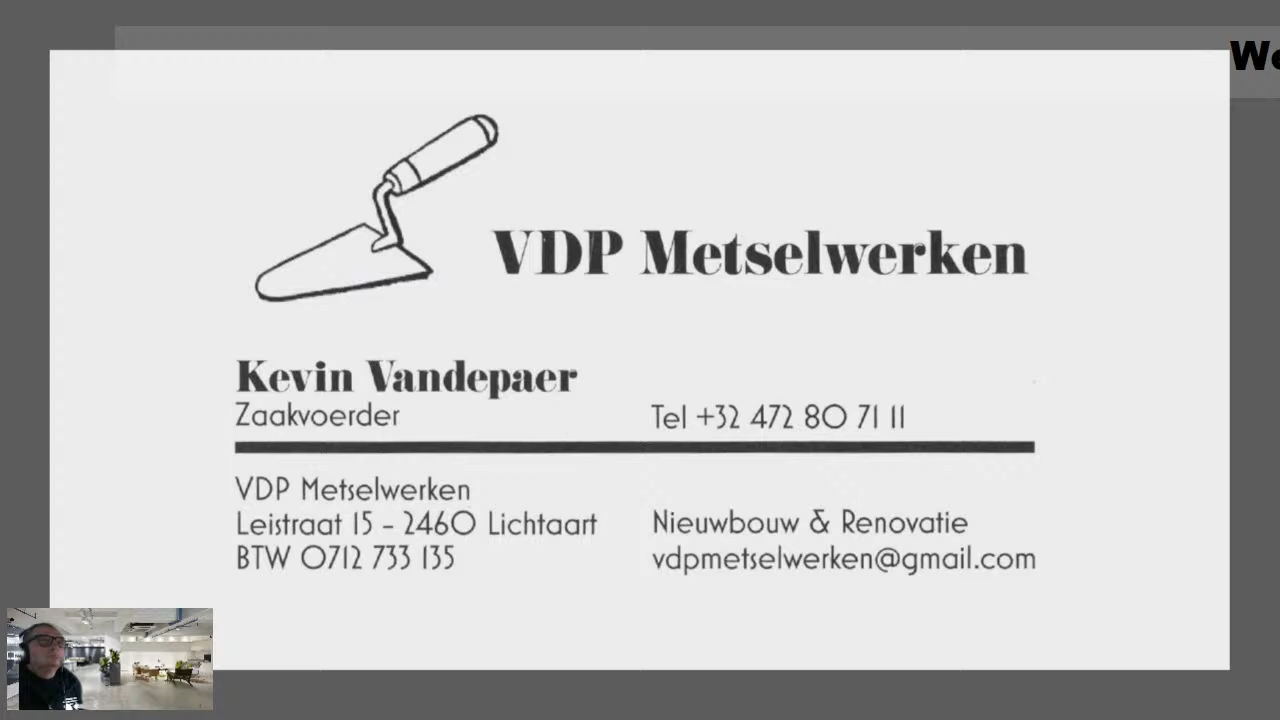 VDP Metselwerken
Kevin Vandepaer
Zaakvoerder
Tel +32 472 80 71 11
VDP Metselwerken
Leistraat 15 - 2460 Lichtaart
BTW 0712 733 135
Nieuwbouw & Renovatie
vdpmetselwerken@gmail.com